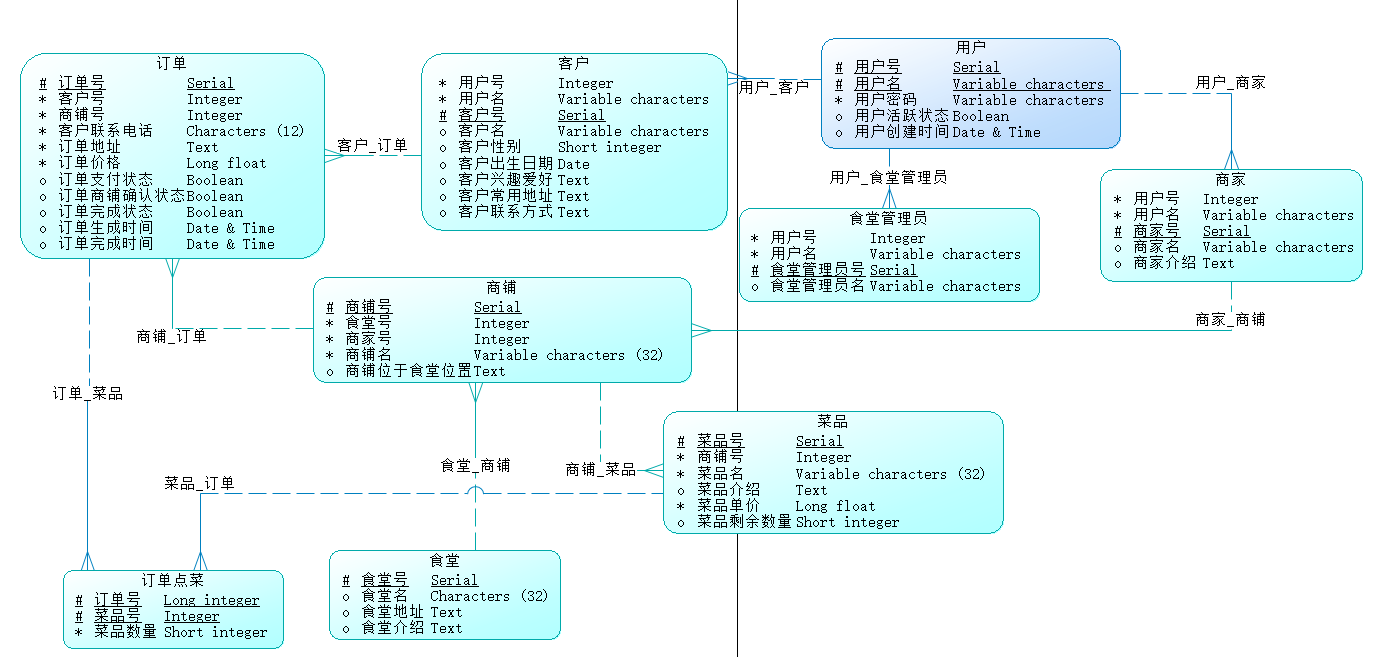 订单
# 订单号 Serial
* 客户号 Integer
* 商铺号 Integer
* 客户联系电话 Characters (12)
* 订单地址 Text
* 订单价格 Long float
o 订单支付状态 Boolean
o 订单商铺确认状态 Boolean
o 订单完成状态 Boolean
o 订单生成时间 Date & Time
o 订单完成时间 Date & Time
客户_订单
客户
* 用户号 Integer
* 用户名 Variable characters
# 客户号 Serial
o 客户名 Variable characters
o 客户性别 Short integer
o 客户出生日期 Date
o 客户兴趣爱好 Text
o 客户常用地址 Text
o 客户联系方式 Text
用户_客户
用户
# 用户号 Serial
# 用户名 Variable characters
* 用户密码 Variable characters
o 用户活跃状态 Boolean
o 用户创建时间 Date & Time
用户_商家
用户_食堂管理员
食堂管理员
* 用户号 Integer
* 用户名 Variable characters
# 食堂管理员号 Serial
o 食堂管理员名 Variable characters
商家
* 用户号 Integer
* 用户名 Variable characters
# 商家号 Serial
o 商家名 Variable characters
o 商家介绍 Text
商家_商铺
商铺_订单
商铺
# 商铺号 Serial
* 食堂号 Integer
* 商家号 Integer
* 商铺名 Variable characters (32)
o 商铺位于食堂位置 Text
订单_菜品
食堂_商铺
商铺_菜品
菜品
# 菜品号 Serial
* 商铺号 Integer
* 菜品名 Variable characters (32)
o 菜品介绍 Text
* 菜品单价 Long float
o 菜品剩余数量 Short integer
菜品_订单
订单点菜
# 订单号 Long integer
# 菜品号 Integer
* 菜品数量 Short integer
食堂
# 食堂号 Serial
o 食堂名 Characters (32)
o 食堂地址 Text
o 食堂介绍 Text